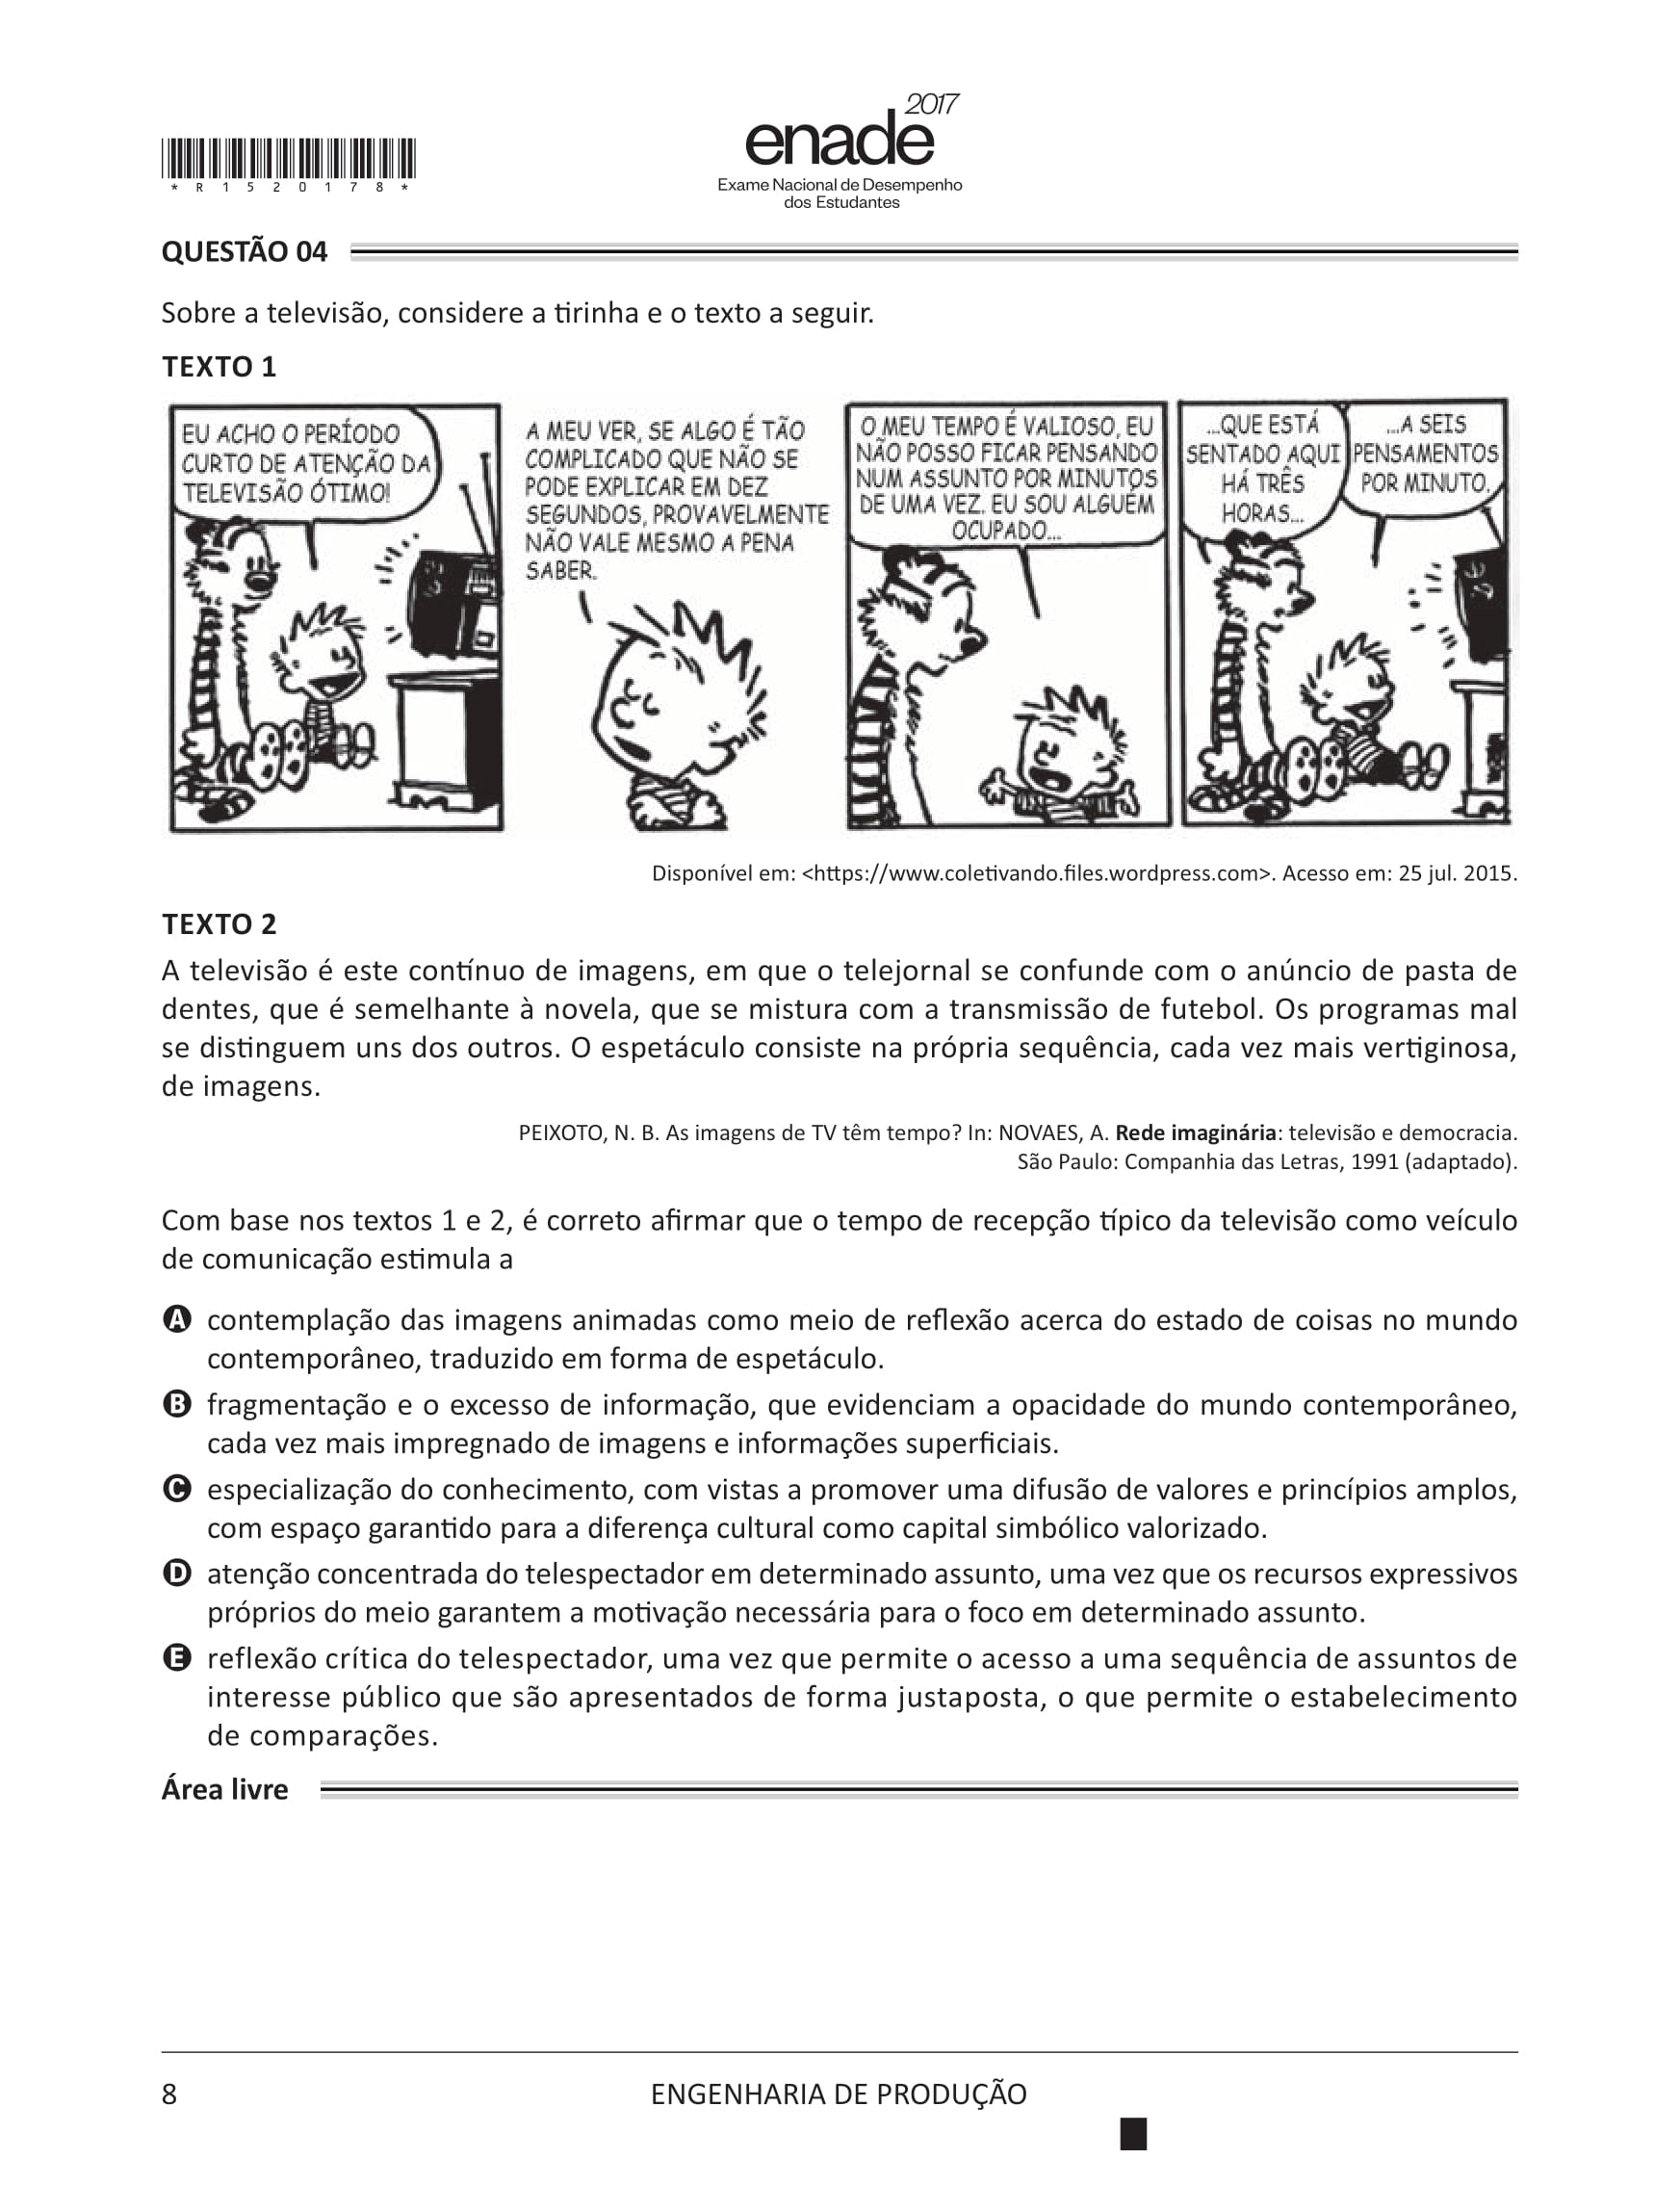 2017
enade
Exame Nacional de Desempenho
dos Estudantes
* R 1 5 2 0 1 7 8 *
QUESTÃO 04
Sobre a televisão, considere a tirinha e o texto a seguir.
TEXTO 1
EU ACHO O PERÍODO
CURTO DE ATENÇÃO DA
TELEVISÃO ÓTIMO!
A MEU VER, SE ALGO É TÃO
COMPLICADO QUE NÃO SE
PODE EXPLICAR EM DEZ
SEGUNDOS, PROVAVELMENTE
NÃO VALE MESMO A PENA
SABER.
O MEU TEMPO É VALIOSO, EU
NÃO POSSO FICAR PENSANDO
NUM ASSUNTO POR MINUTOS
DE UMA VEZ. EU SOU ALGUÉM
OCUPADO...
...QUE ESTÁ
SENTADO AQUI
HÁ TRÊS
HORAS...
...A SEIS
PENSAMENTOS
POR MINUTO.
Disponível em: <https://www.coletivando.files.wordpress.com>. Acesso em: 25 jul. 2015.
TEXTO 2
A televisão é este contínuo de imagens, em que o telejornal se confunde com o anúncio de pasta de
dentes, que é semelhante à novela, que se mistura com a transmissão de futebol. Os programas mal
se distinguem uns dos outros. O espetáculo consiste na própria sequência, cada vez mais vertiginosa,
de imagens.
PEIXOTO, N. B. As imagens de TV têm tempo? In: NOVAES, A. Rede imaginária: televisão e democracia.
São Paulo: Companhia das Letras, 1991 (adaptado).
Com base nos textos 1 e 2, é correto afirmar que o tempo de recepção típico da televisão como veículo
de comunicação estimula a
A contemplação das imagens animadas como meio de reflexão acerca do estado de coisas no mundo
contemporâneo, traduzido em forma de espetáculo.
B fragmentação e o excesso de informação, que evidenciam a opacidade do mundo contemporâneo,
cada vez mais impregnado de imagens e informações superficiais.
C especialização do conhecimento, com vistas a promover uma difusão de valores e princípios amplos,
com espaço garantido para a diferença cultural como capital simbólico valorizado.
D atenção concentrada do telespectador em determinado assunto, uma vez que os recursos expressivos
próprios do meio garantem a motivação necessária para o foco em determinado assunto.
E reflexão crítica do telespectador, uma vez que permite o acesso a uma sequência de assuntos de
interesse público que são apresentados de forma justaposta, o que permite o estabelecimento
de comparações.
Área livre
8
ENGENHARIA DE PRODUÇÃO